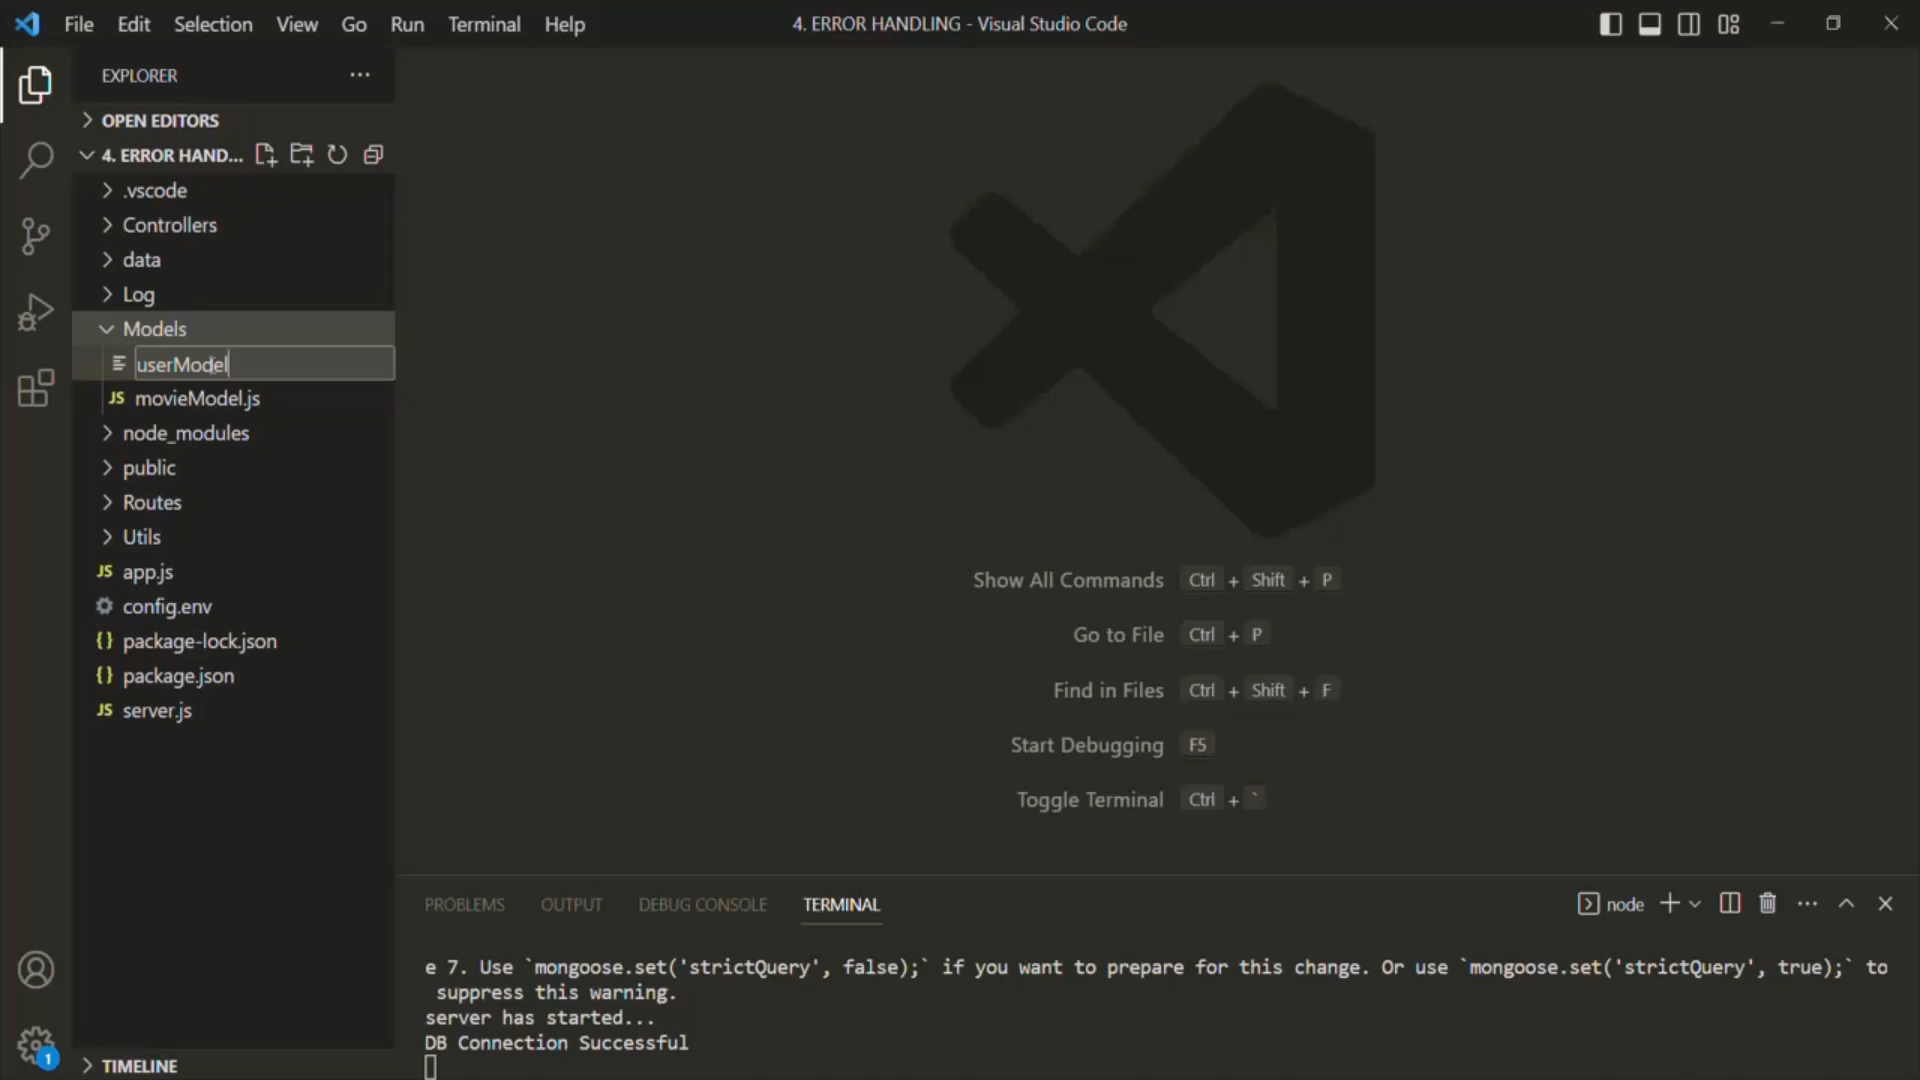 File Edit Selection View Go Run Terminal Help
4. ERROR HANDLING - Visual Studio Code
EXPLORER
OPEN EDITORS
4. ERROR HAND...
.vscode
Controllers
data
Log
Models
userModel
JS movieModel.js
node_modules
public
Routes
Utils
JS app.js
config.env
{} package-lock.json
{} package.json
JS server.js
TIMELINE
1
Show All Commands Ctrl + Shift + P
Go to File Ctrl + P
Find in Files Ctrl + Shift + F
Start Debugging F5
Toggle Terminal Ctrl + `
PROBLEMS OUTPUT DEBUG CONSOLE TERMINAL
node
e 7. Use `mongoose.set('strictQuery', false);` if you want to prepare for this change. Or use `mongoose.set('strictQuery', true);` to
suppress this warning.
server has started...
DB Connection Successful